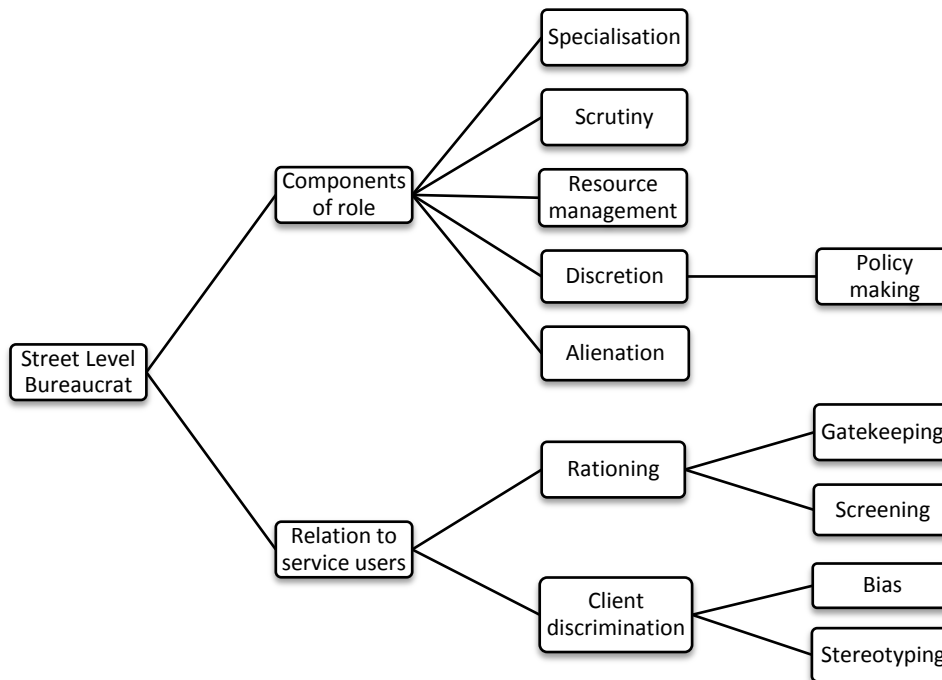 Specialisation
Scrutiny
Components
of role
Resource
management
Discretion
Policy
making
Alienation
Street Level
Bureaucrat
Gatekeeping
Rationing
Screening
Relation to
service users
Client
discrimination
Bias
Stereotyping